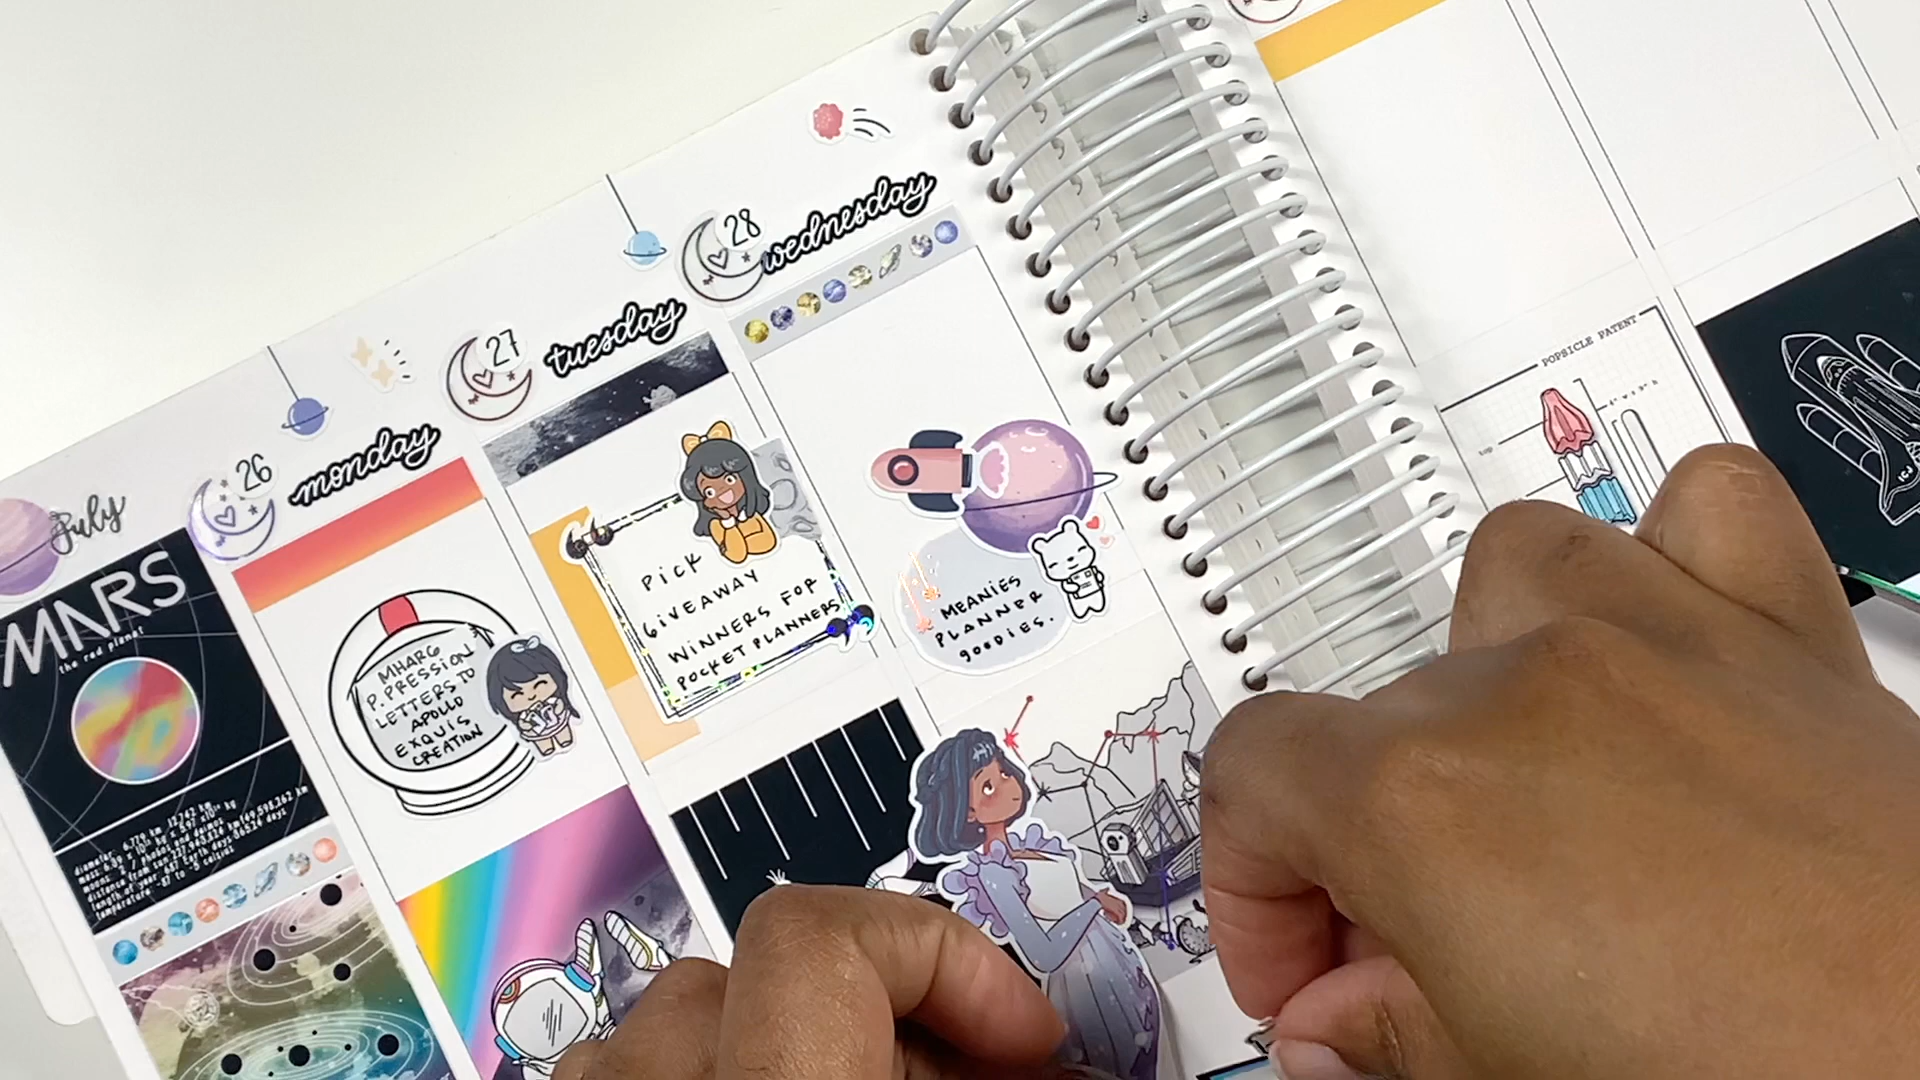 july
MARS
the red planet
26
monday
MHARG
P.PRESSION
LETTERS TO
APOLLO
EXQUIS
CREATION
27
tuesday
PICK
GIVEAWAY
WINNERS FOR
POCKET PLANNERS
28
wednesday
MEANIES
PLANNER
GOODIES.
POPSICLE PATENT
top